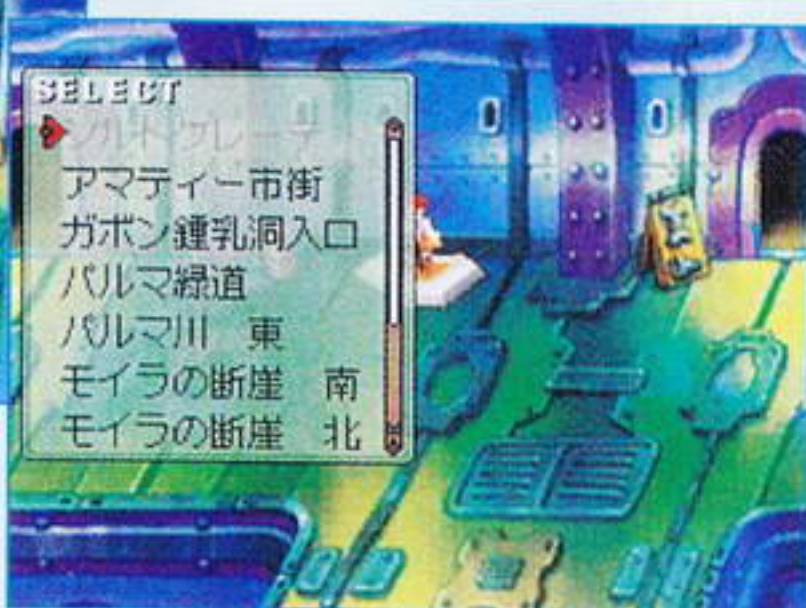 SELECT
アマティー市街
ガボン鍾乳洞入口
パルマ緑道
パルマ川 東
モイラの断崖 南
モイラの断崖 北